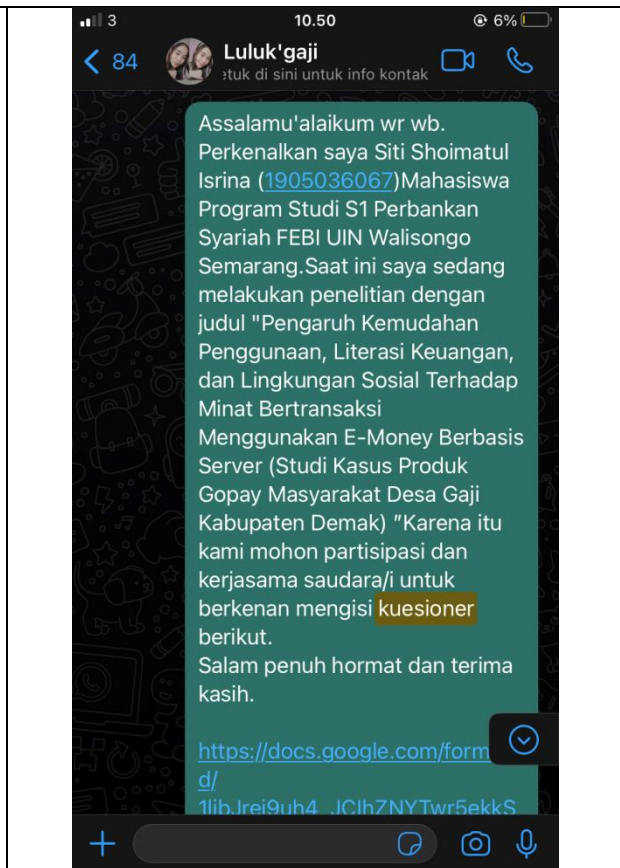 3 10.50 6%
84 Luluk'gaji
etuk di sini untuk info kontak
Assalamu'alaikum wr wb.
Perkenalkan saya Siti Shoimatul
Isrina (1905036067)Mahasiswa
Program Studi S1 Perbankan
Syariah FEBI UIN Walisongo
Semarang.Saat ini saya sedang
melakukan penelitian dengan
judul "Pengaruh Kemudahan
Penggunaan, Literasi Keuangan,
dan Lingkungan Sosial Terhadap
Minat Bertransaksi
Menggunakan E-Money Berbasis
Server (Studi Kasus Produk
Gopay Masyarakat Desa Gaji
Kabupaten Demak) "Karena itu
kami mohon partisipasi dan
kerjasama saudara/i untuk
berkenan mengisi kuesioner
berikut.
Salam penuh hormat dan terima
kasih.
https://docs.google.com/form
d/